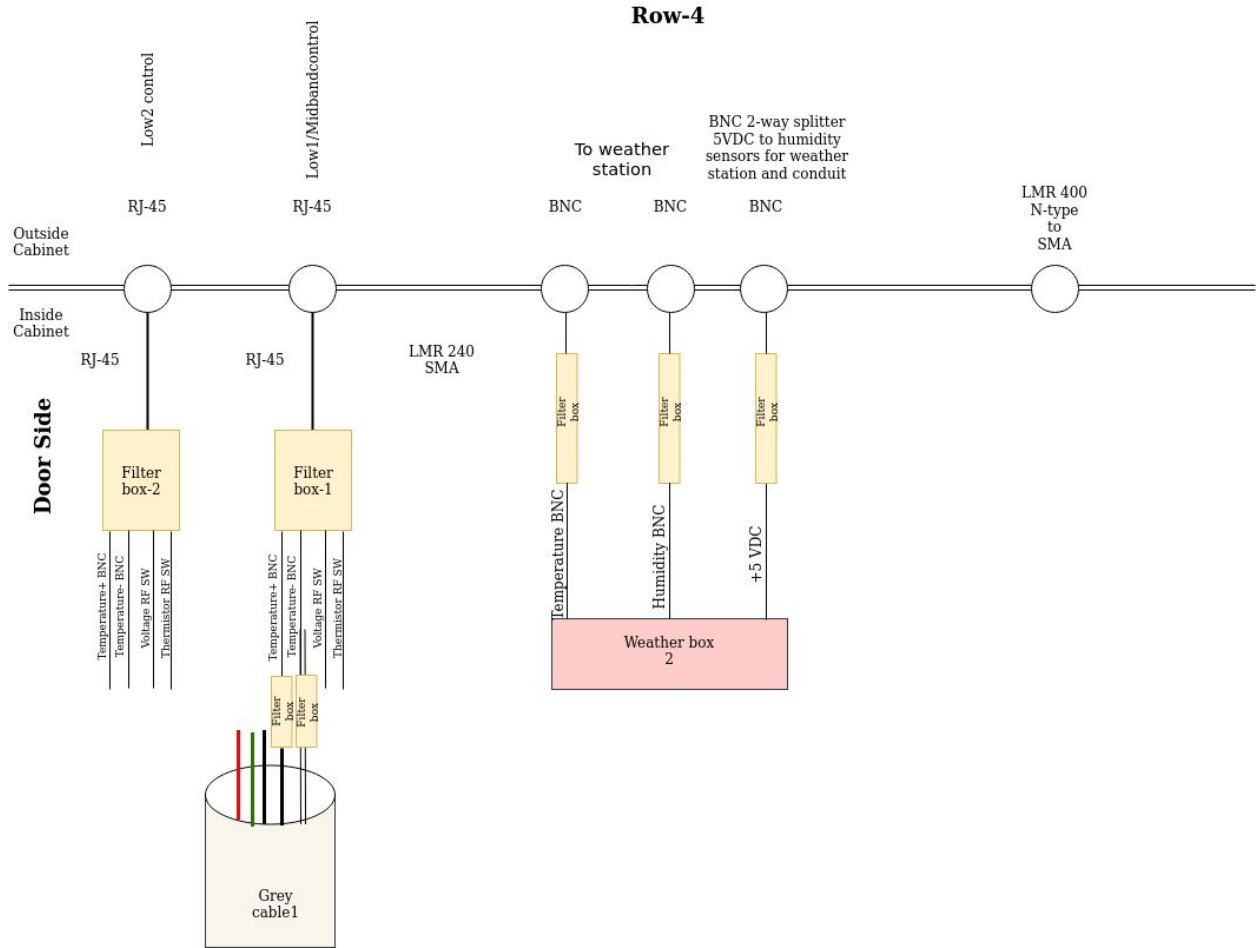 Row-4
Low2 control
Low1/Midbandcontrol
To weather
station
BNC 2-way splitter
5VDC to humidity
sensors for weather
station and conduit
RJ-45
RJ-45
BNC
BNC
BNC
LMR 400
N-type
to
SMA
Outside
Cabinet
Inside
Cabinet
RJ-45
RJ-45
LMR 240
SMA
Door Side
Filter
box-2
Filter
box-1
Filter
box
Filter
box
Filter
box
Temperature+ BNC
Temperature- BNC
Voltage RF SW
Thermistor RF SW
Temperature+ BNC
Temperature- BNC
Voltage RF SW
Thermistor RF SW
Temperature BNC
Humidity BNC
+5 VDC
Weather box
2
Filter
box
Filter
box
Grey
cable1